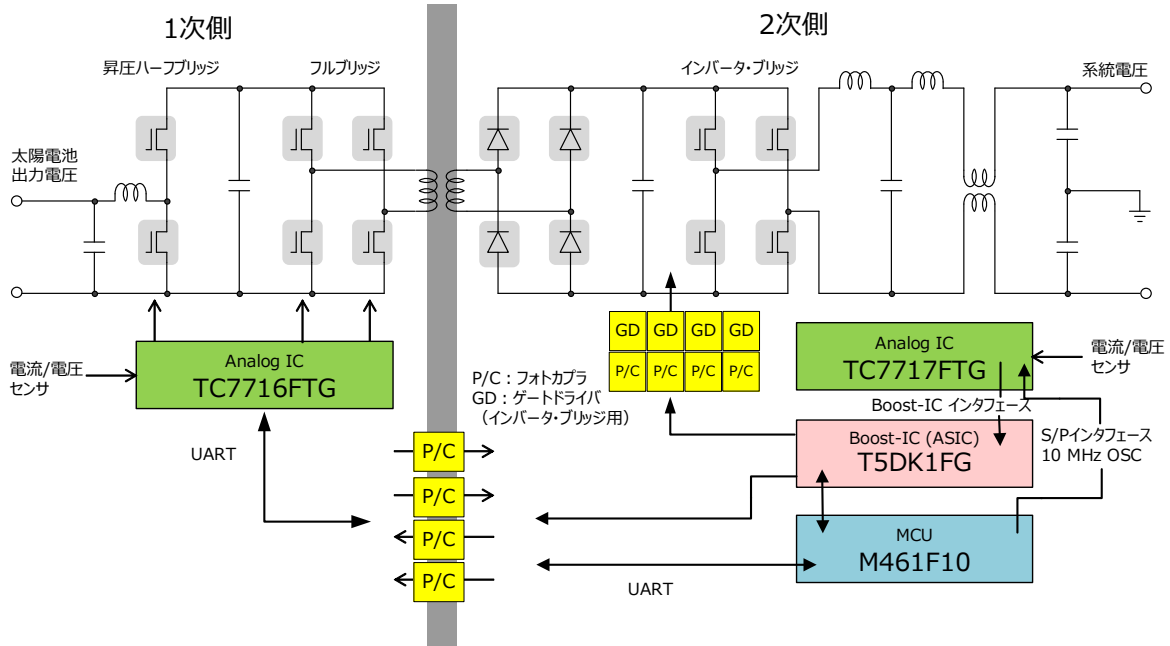 1次側
2次側
昇圧ハーフブリッジ
フルブリッジ
インバータ・ブリッジ
系統電圧
太陽電池
出力電圧
電流/電圧
センサ
Analog IC
TC7716FTG
P/C:フォトカプラ
GD:ゲートドライバ
(インバータ・ブリッジ用)
GD
GD
GD
GD
P/C
P/C
P/C
P/C
Analog IC
TC7717FTG
電流/電圧
センサ
Boost-IC インタフェース
Boost-IC (ASIC)
T5DK1FG
S/Pインタフェース
10 MHz OSC
MCU
M461F10
UART
P/C
P/C
P/C
P/C
UART